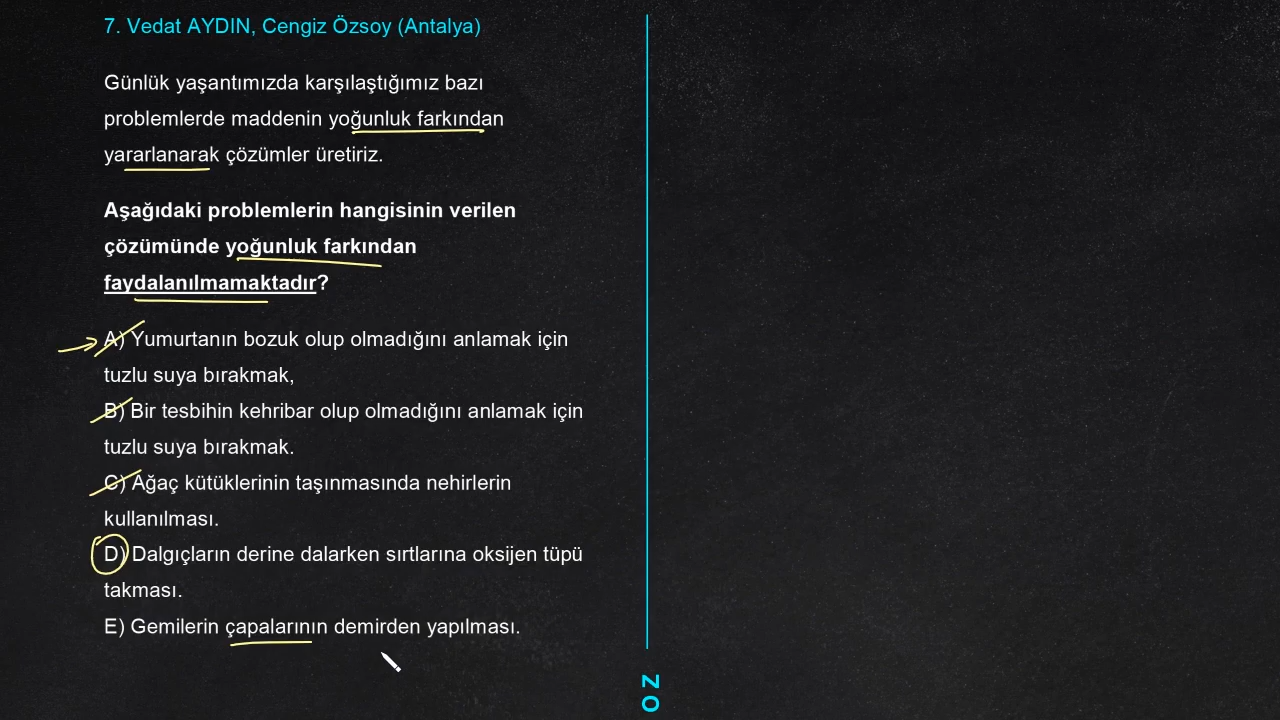 7. Vedat AYDIN, Cengiz Özsoy (Antalya)
Günlük yaşantımızda karşılaştığımız bazı
problemlerde maddenin yoğunluk farkından
yararlanarak çözümler üretiriz.
Aşağıdaki problemlerin hangisinin verilen
çözümünde yoğunluk farkından
faydalanılmamaktadır?
A) Yumurtanın bozuk olup olmadığını anlamak için
tuzlu suya bırakmak,
B) Bir tesbihin kehribar olup olmadığını anlamak için
tuzlu suya bırakmak.
C) Ağaç kütüklerinin taşınmasında nehirlerin
kullanılması.
D) Dalgıçların derine dalarken sırtlarına oksijen tüpü
takması.
E) Gemilerin çapalarının demirden yapılması.
ZO